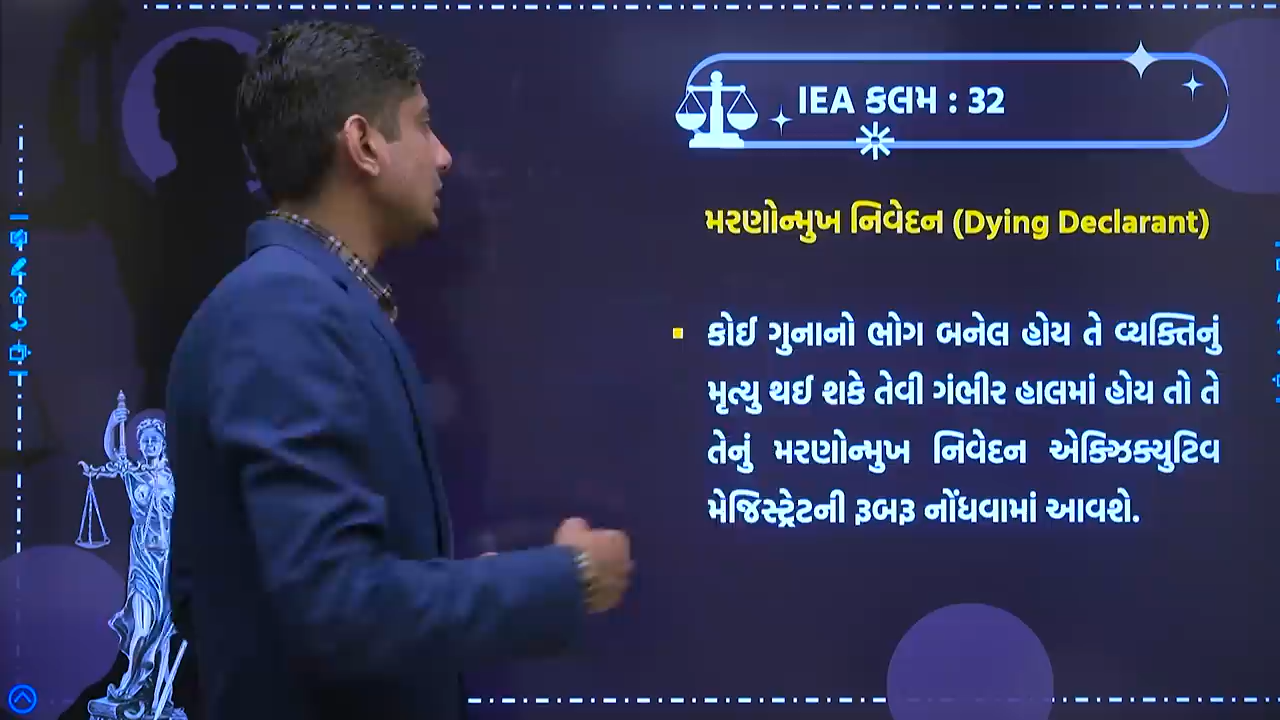 IEA કલમ : 32
મરણોન્મુખ નિવેદન (Dying Declarant)
કોઈ ગુનાનો ભોગ બનેલ હોય તે વ્યક્તિનું
મૃત્યુ થઈ શકે તેવી ગંભીર હાલમાં હોય તો તે
તેનું મરણોન્મુખ નિવેદન એક્ઝિક્યુટિવ
મેજિસ્ટ્રેટની રૂબરૂ નોંધવામાં આવશે.